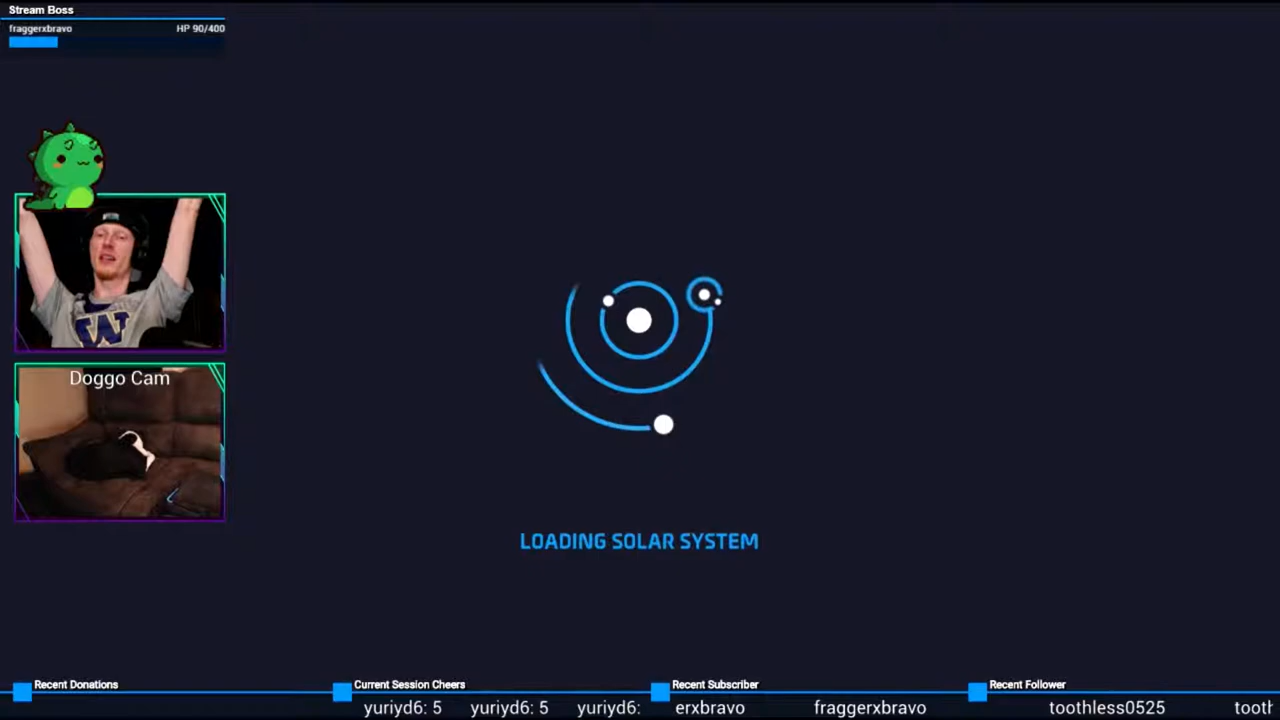 Stream Boss
fraggerxbravo HP 90/400
W
Doggo Cam
LOADING SOLAR SYSTEM
Recent Donations
Current Session Cheers
yuriyd6: 5 yuriyd6: 5 yuriyd6:
Recent Subscriber
erxbravo fraggerxbravo
Recent Follower
toothless0525 tooth